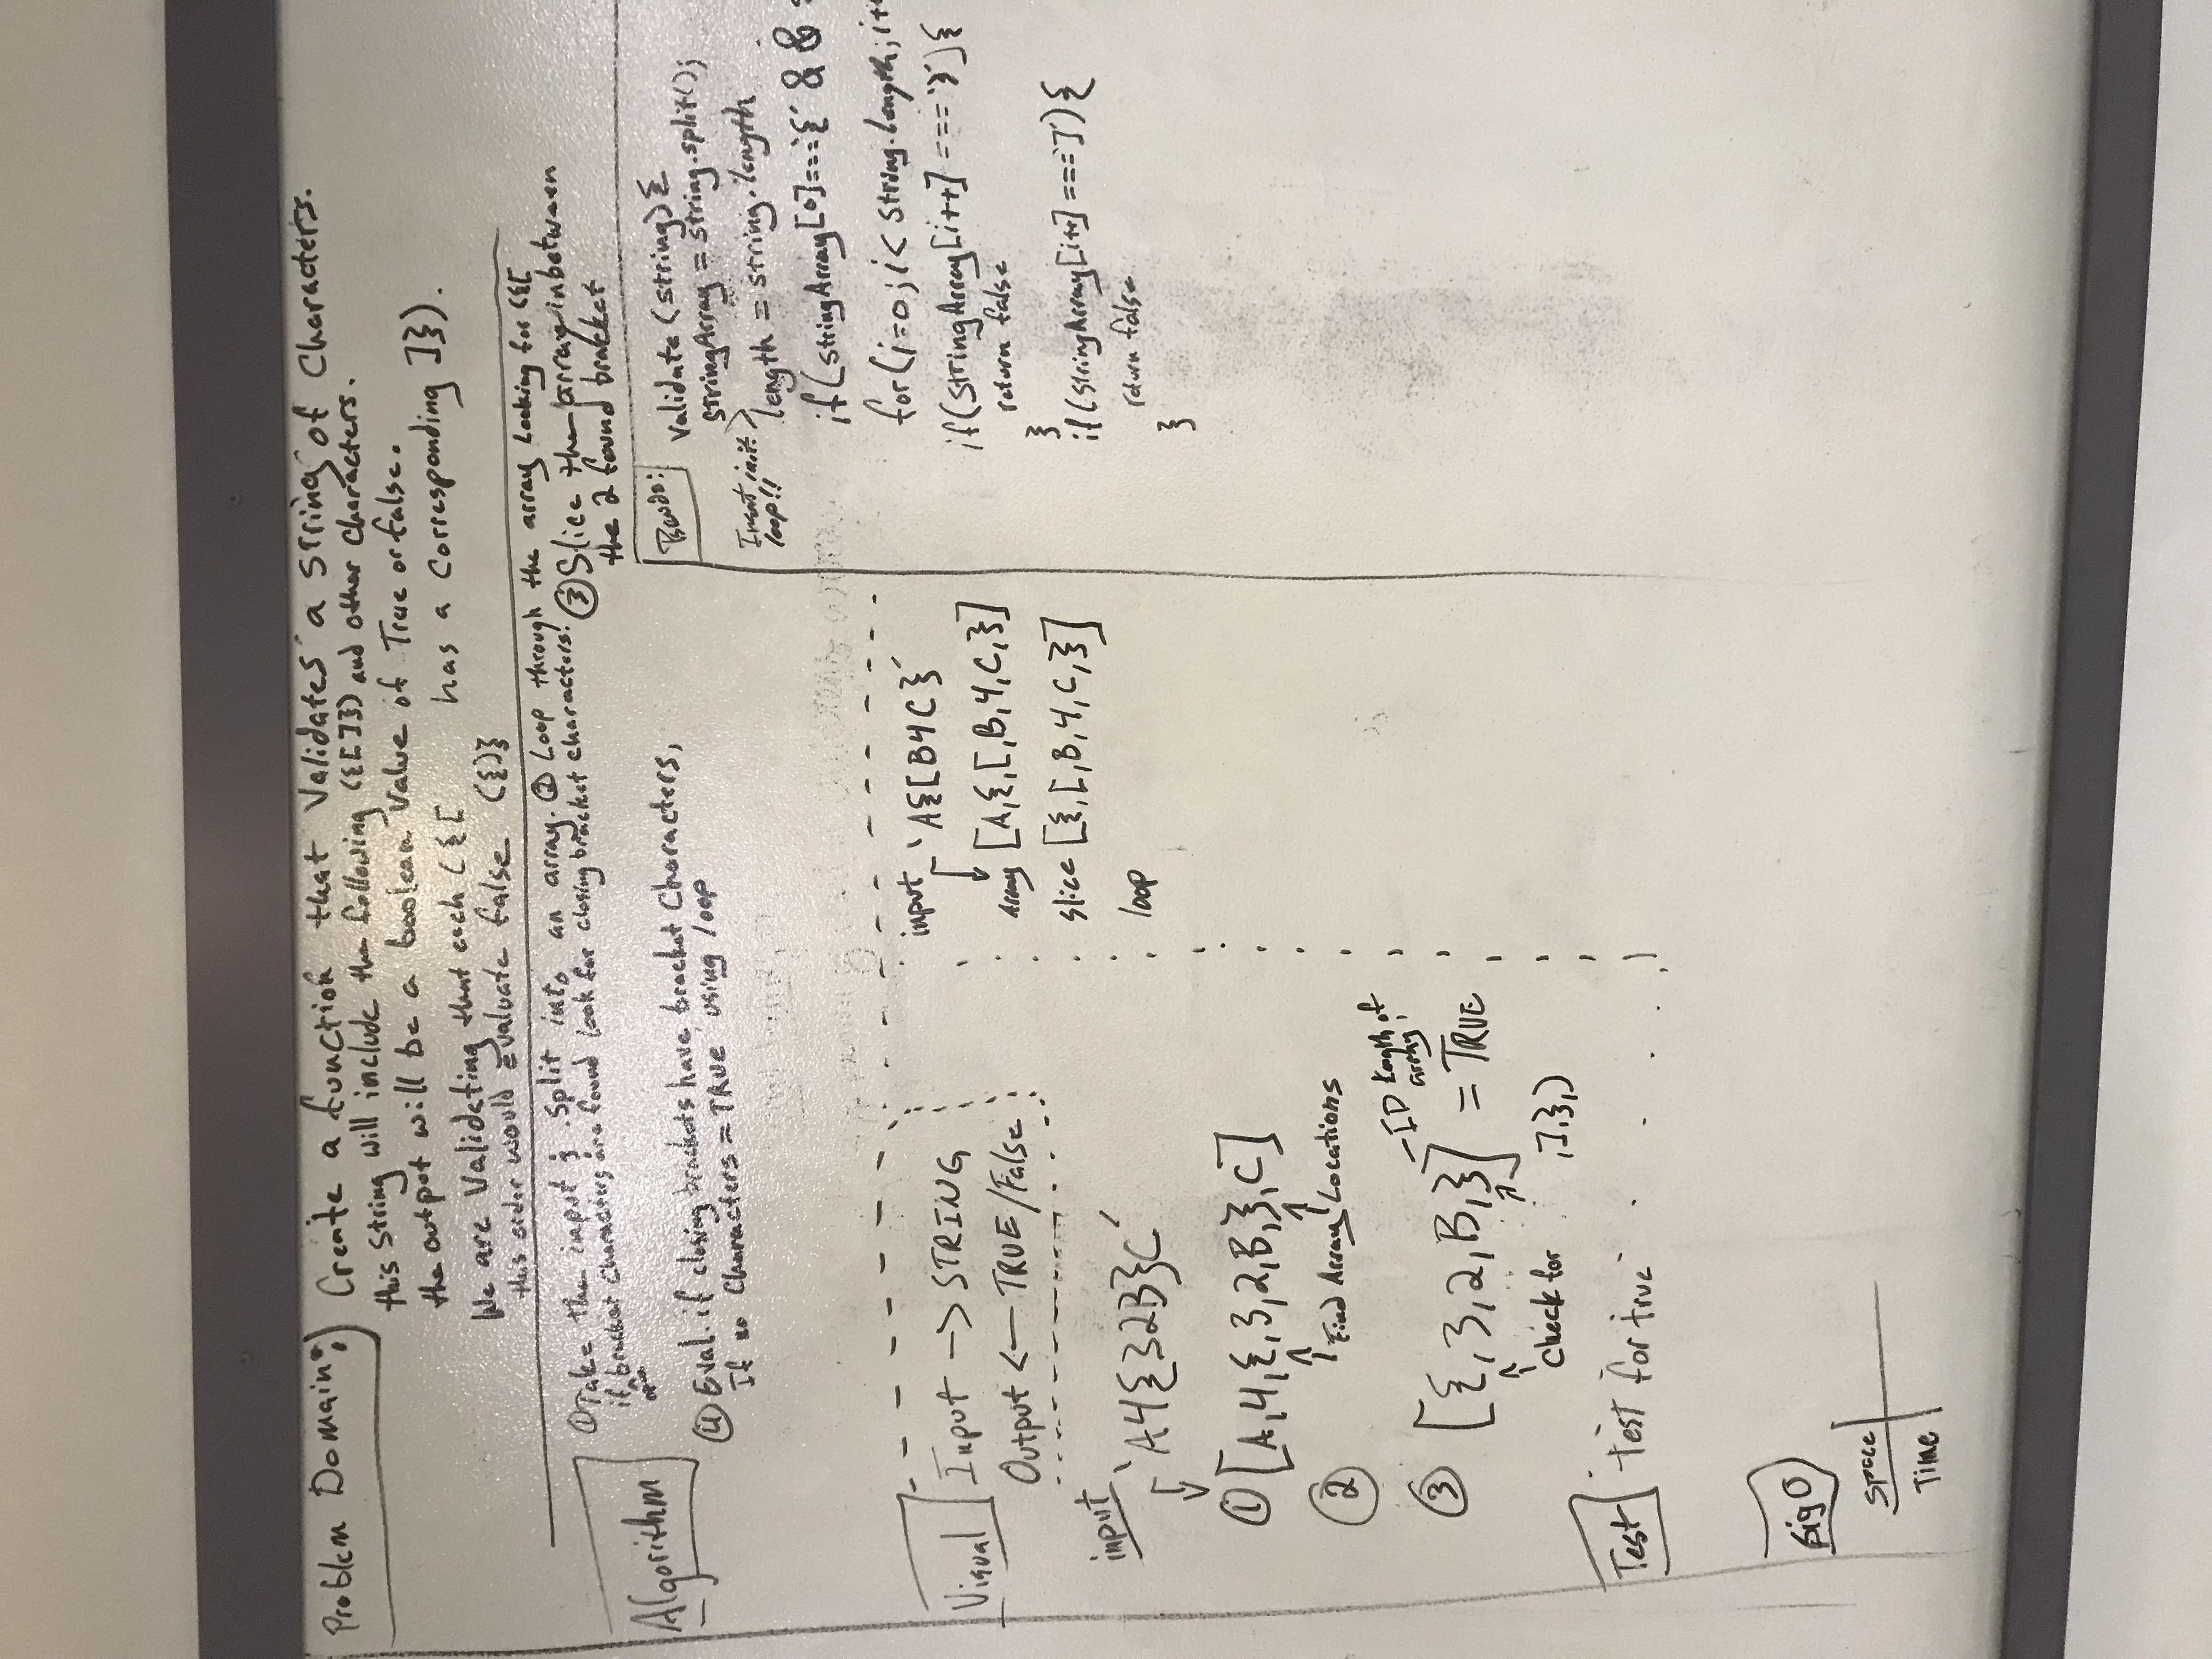 Problem Domain:
Create a function that Validates a String of Characters.
this String will include the following ({[]}) and other Characters.
the output will be a boolean Value of True or false.
We are Validating that each ({[ has a Corresponding ]}).
this order would evaluate false ({)}
Algorithm
① Take the input & .Split into an array. ② Loop through the array Looking for ({[
if open bracket characters are found look for closing bracket characters!
③ Slice the array inbetween
the 2 found bracket
④ Eval. if closing brackets have bracket Characters,
If no Characters = TRUE using loop
Visual
Input -> STRING
Output <- TRUE/False
input
'A4{32B}C'
① [A,4,{,3,2,B,},C]
Find Array Locations
②
- ID Length of
array
③ [{,3,2,B,}] = TRUE
Check for ,],},)
input 'A{[B4C}'
array [A,{,[,B,4,C,}]
slice [{,[,B,4,C,}]
loop
Pseudo:
Validate (string){
stringArray = string.split();
Insert init.
loop!!
length = string.length
if(stringArray[0]==='{' &&
for(i=0;i< string.length;i++
if(stringArray[i++] === '}'){
return false
}
if(stringArray[i++] ===']'){
return false
}
Test
Test for true
Big O
Space
Time